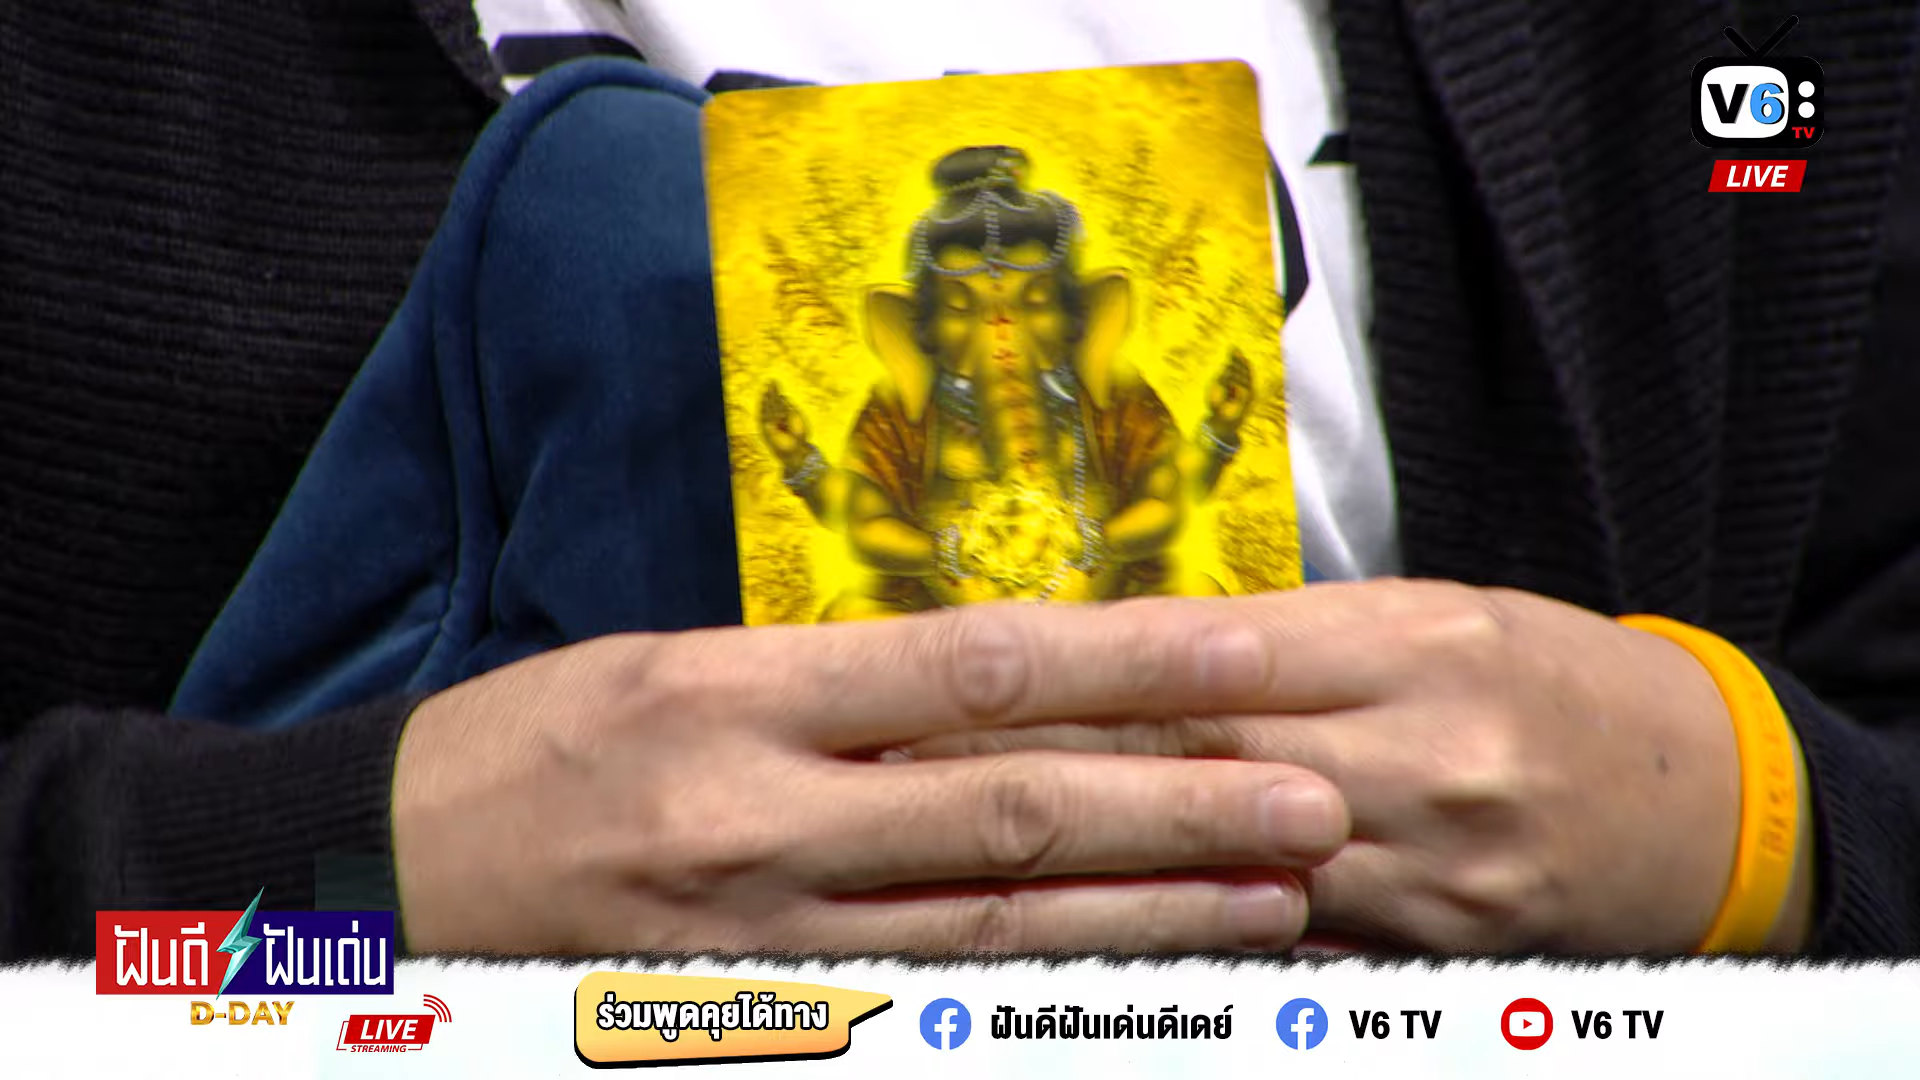 V6 TV
LIVE
ฝันดี ฝันเด่น
D-DAY
LIVE
STREAMING
ร่วมพูดคุยได้ทาง
ฝันดีฝันเด่นดีเดย์
V6 TV
V6 TV